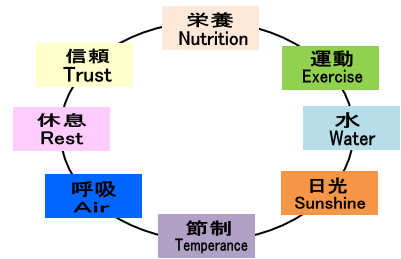 栄養
Nutrition
運動
Exercise
水
Water
日光
Sunshine
節制
Temperance
呼吸
Air
休息
Rest
信頼
Trust